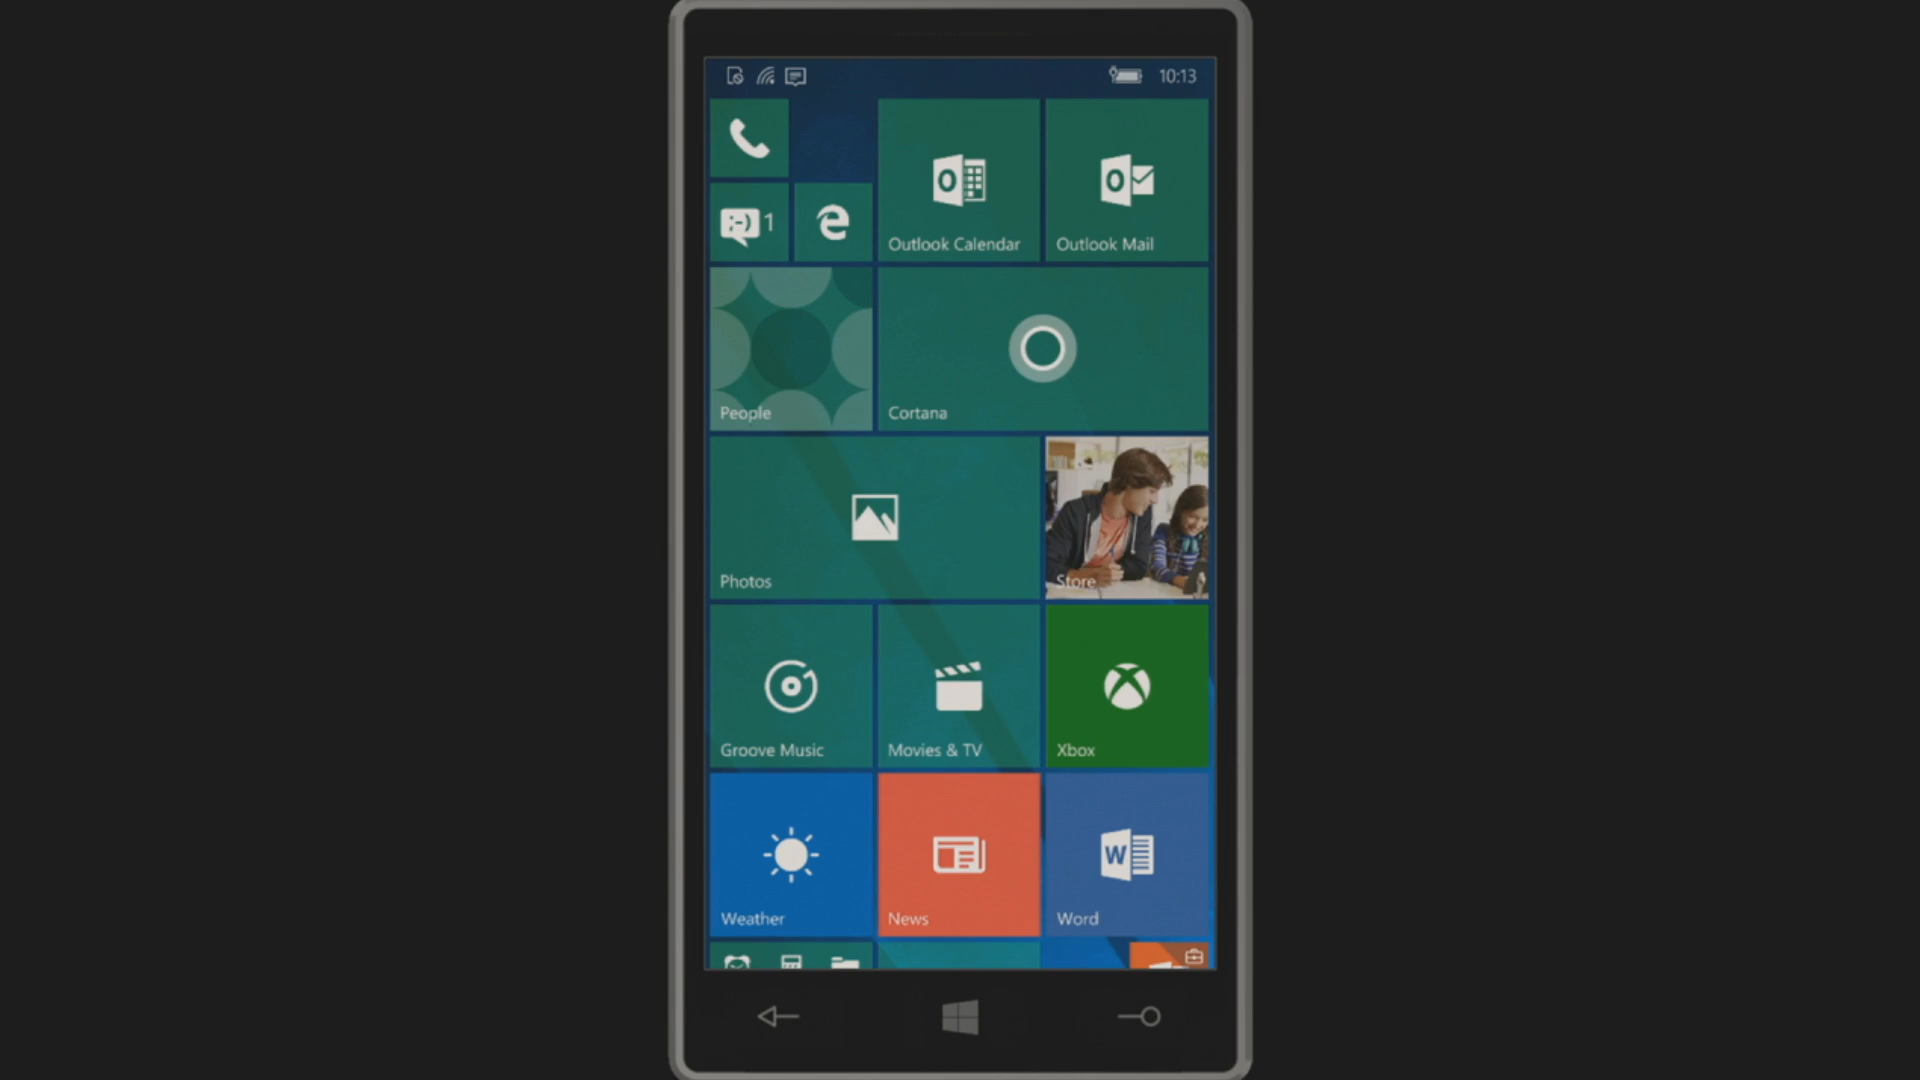 10:13
1
Outlook Calendar
Outlook Mail
People
Cortana
Photos
Store
Groove Music
Movies & TV
Xbox
Weather
News
Word